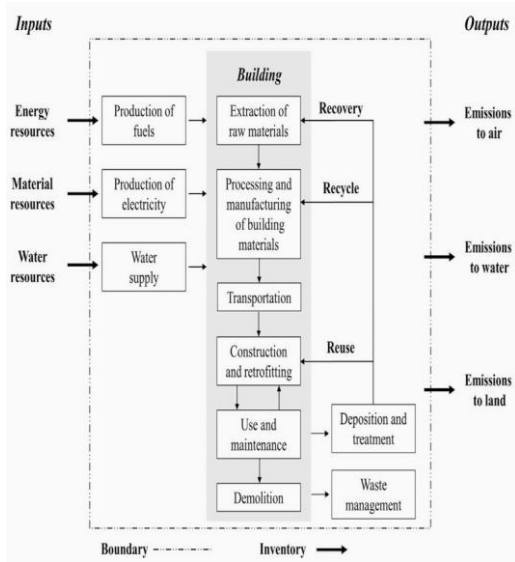 Inputs
Outputs
Building
Energy
resources
Production of
fuels
Extraction of
raw materials
Recovery
Emissions
to air
Material
resources
Production of
electricity
Processing and
manufacturing
of building
materials
Recycle
Water
resources
Water
supply
Emissions
to water
Transportation
Construction
and retrofitting
Reuse
Emissions
to land
Use and
maintenance
Deposition and
treatment
Demolition
Waste
management
Boundary
Inventory